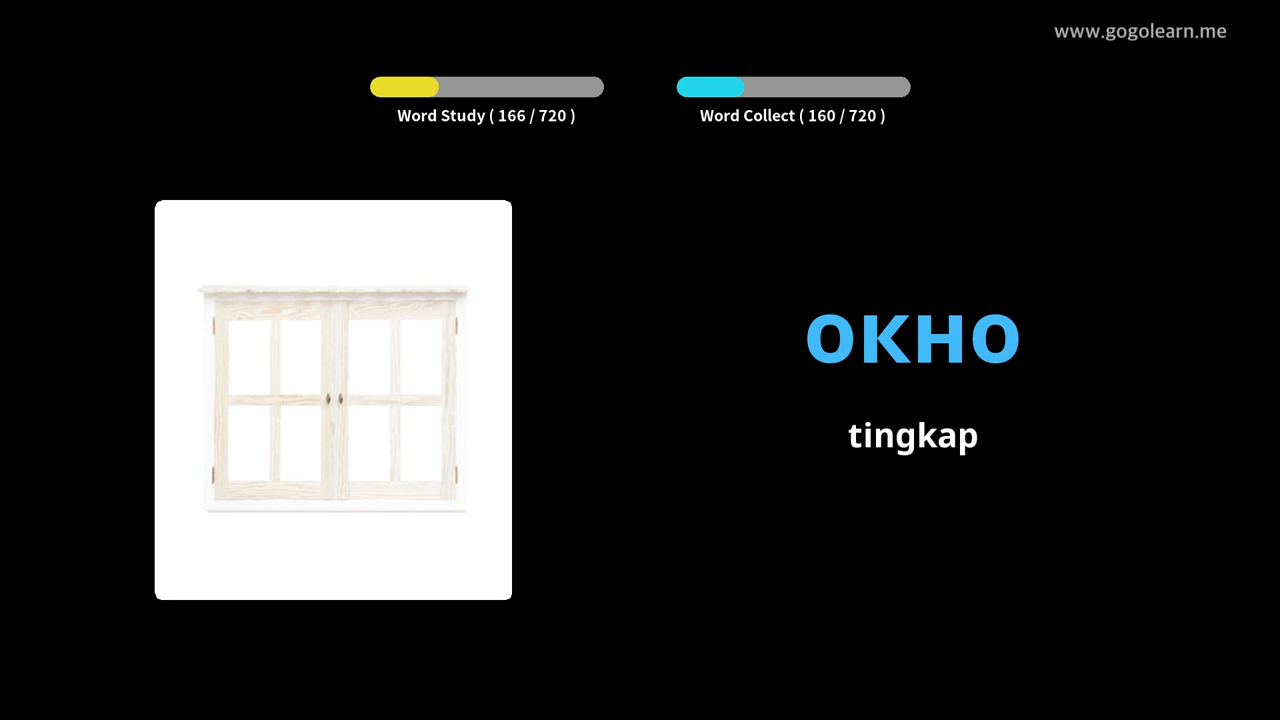 www.gogolearn.me
Word Study ( 166 / 720 )
Word Collect ( 160 / 720 )
окно
tingkap